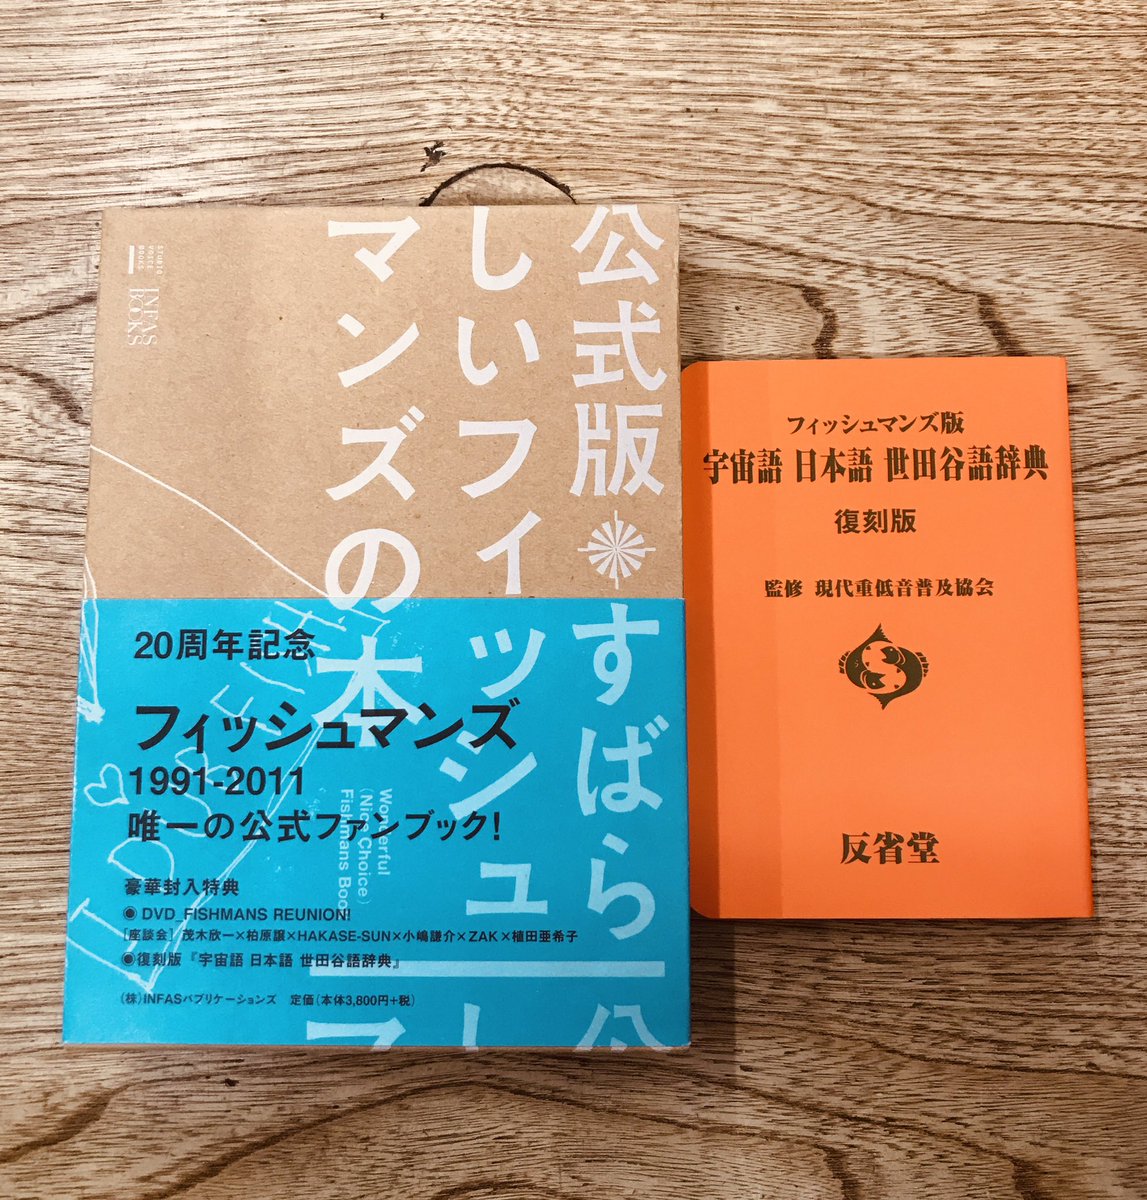 公式版 すばら
しいフィッシュ
マンズの本
STUDIO
VOICE
BOOKS
INFAS
BOOKS
20周年記念
フィッシュマンズ
1991-2011
唯一の公式ファンブック!
Wonderful
(Nice Choice)
Fishmans Boo
豪華封入特典
◉ DVD_FISHMANS REUNION!
[座談会] 茂木欣一×柏原譲×HAKASE-SUN×小嶋謙介×ZAK×植田亜希子
◉復刻版『宇宙語 日本語 世田谷語辞典』
(株)INFASパブリケーションズ 定価(本体3,800円+税)
フィッシュマンズ版
宇宙語 日本語 世田谷語辞典
復刻版
監修 現代重低音普及協会
反省堂